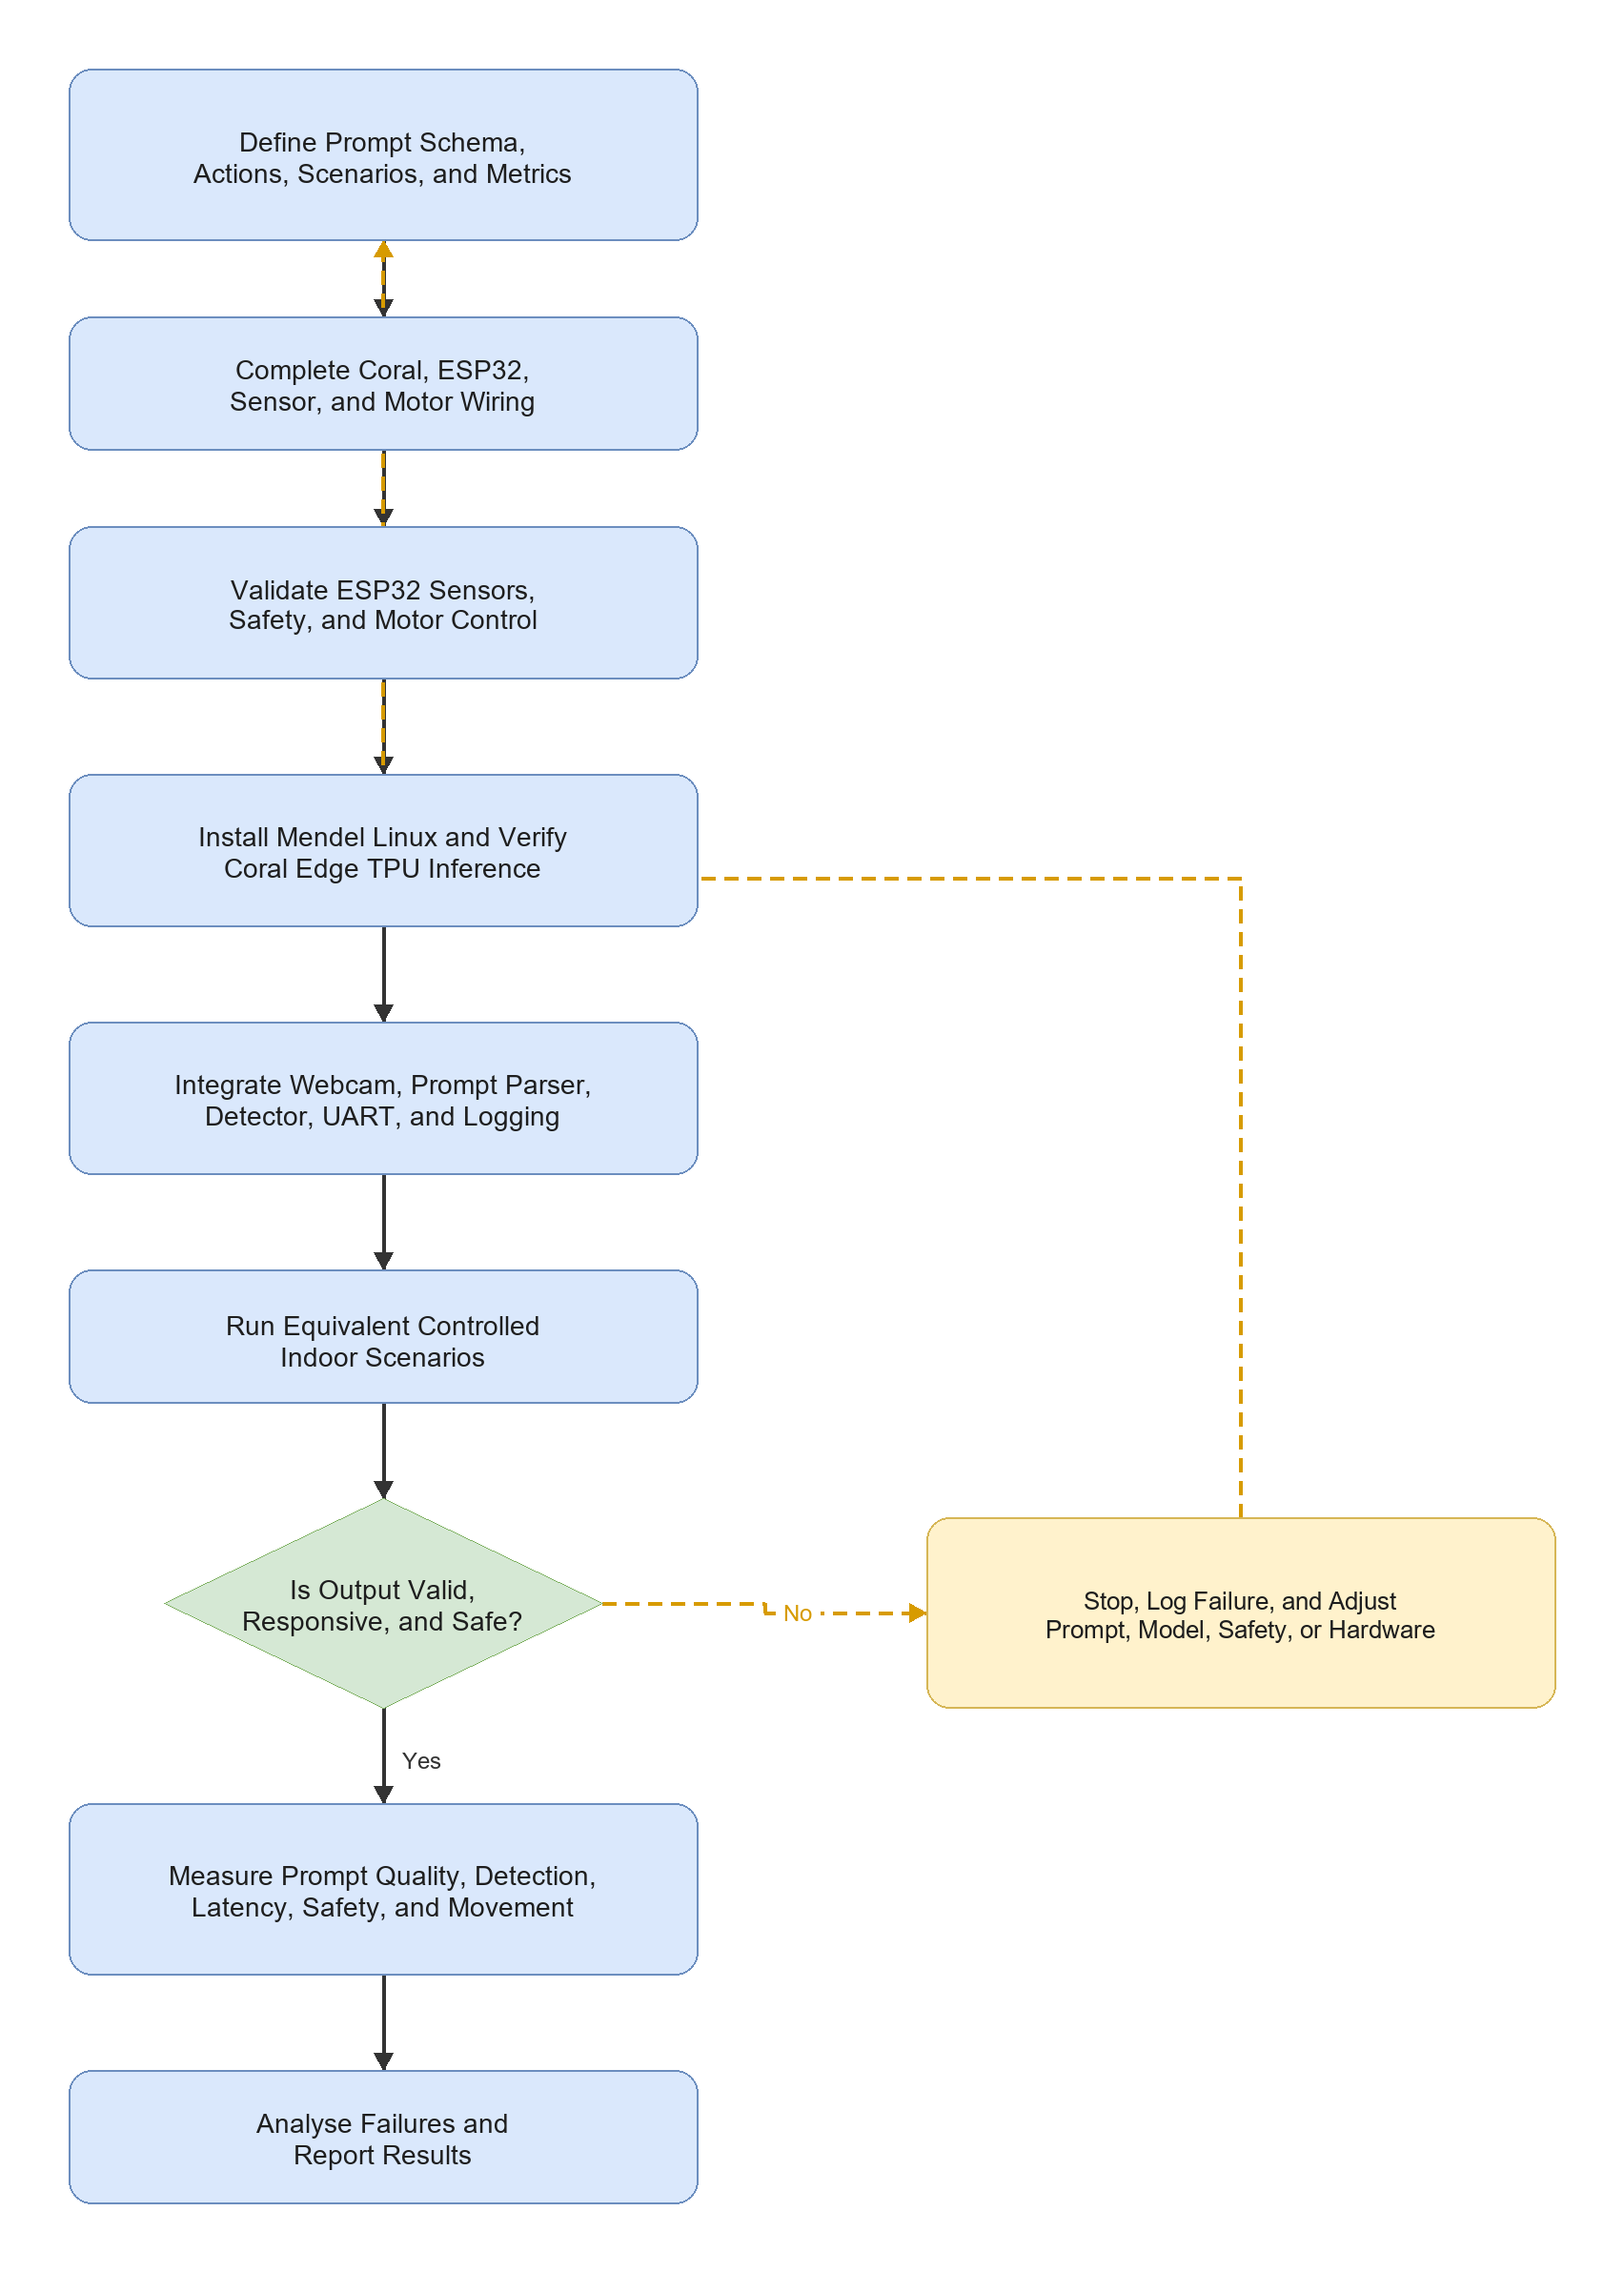 Define Prompt Schema,
Actions, Scenarios, and Metrics
Complete Coral, ESP32,
Sensor, and Motor Wiring
Validate ESP32 Sensors,
Safety, and Motor Control
Install Mendel Linux and Verify
Coral Edge TPU Inference
Integrate Webcam, Prompt Parser,
Detector, UART, and Logging
Run Equivalent Controlled
Indoor Scenarios
Is Output Valid,
Responsive, and Safe?
No
Stop, Log Failure, and Adjust
Prompt, Model, Safety, or Hardware
Yes
Measure Prompt Quality, Detection,
Latency, Safety, and Movement
Analyse Failures and
Report Results